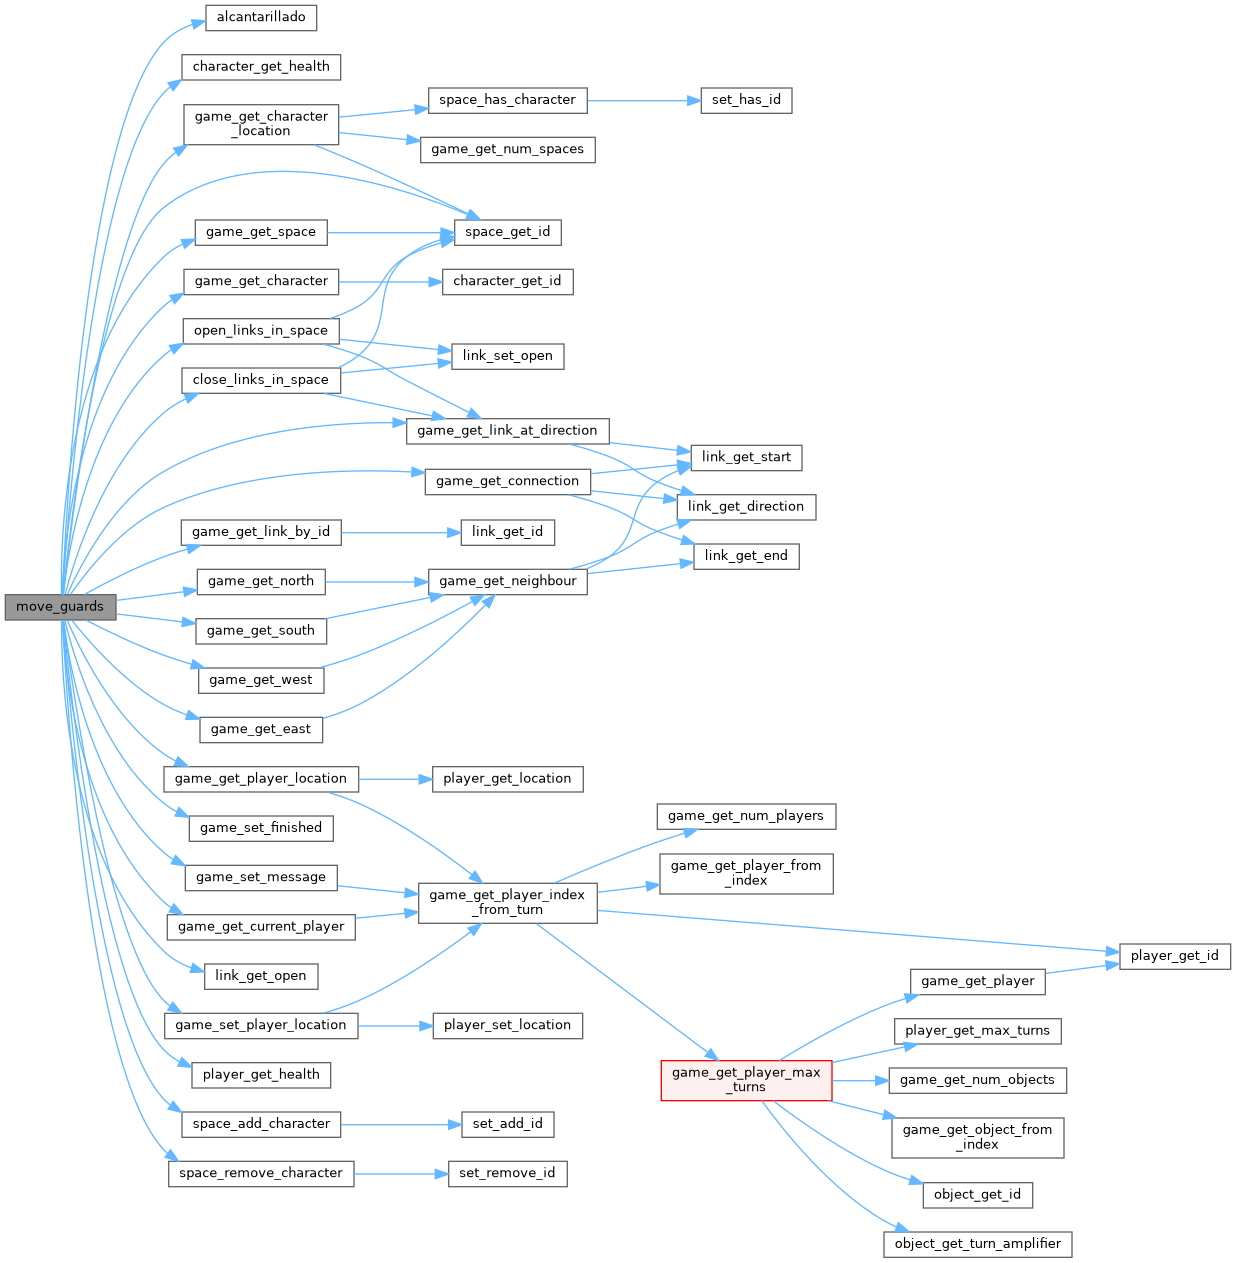 alcantarillado
character_get_health
game_get_character
_location
space_has_character
set_has_id
game_get_num_spaces
game_get_space
space_get_id
game_get_character
character_get_id
open_links_in_space
link_set_open
close_links_in_space
game_get_link_at_direction
link_get_start
game_get_connection
link_get_direction
game_get_link_by_id
link_get_id
link_get_end
game_get_north
game_get_neighbour
move_guards
game_get_south
game_get_west
game_get_east
game_get_player_location
player_get_location
game_set_finished
game_get_num_players
game_get_player_from
_index
game_set_message
game_get_player_index
_from_turn
game_get_current_player
player_get_id
link_get_open
game_get_player
game_set_player_location
player_set_location
player_get_max_turns
player_get_health
game_get_player_max
_turns
game_get_num_objects
space_add_character
set_add_id
game_get_object_from
_index
space_remove_character
set_remove_id
object_get_id
object_get_turn_amplifier